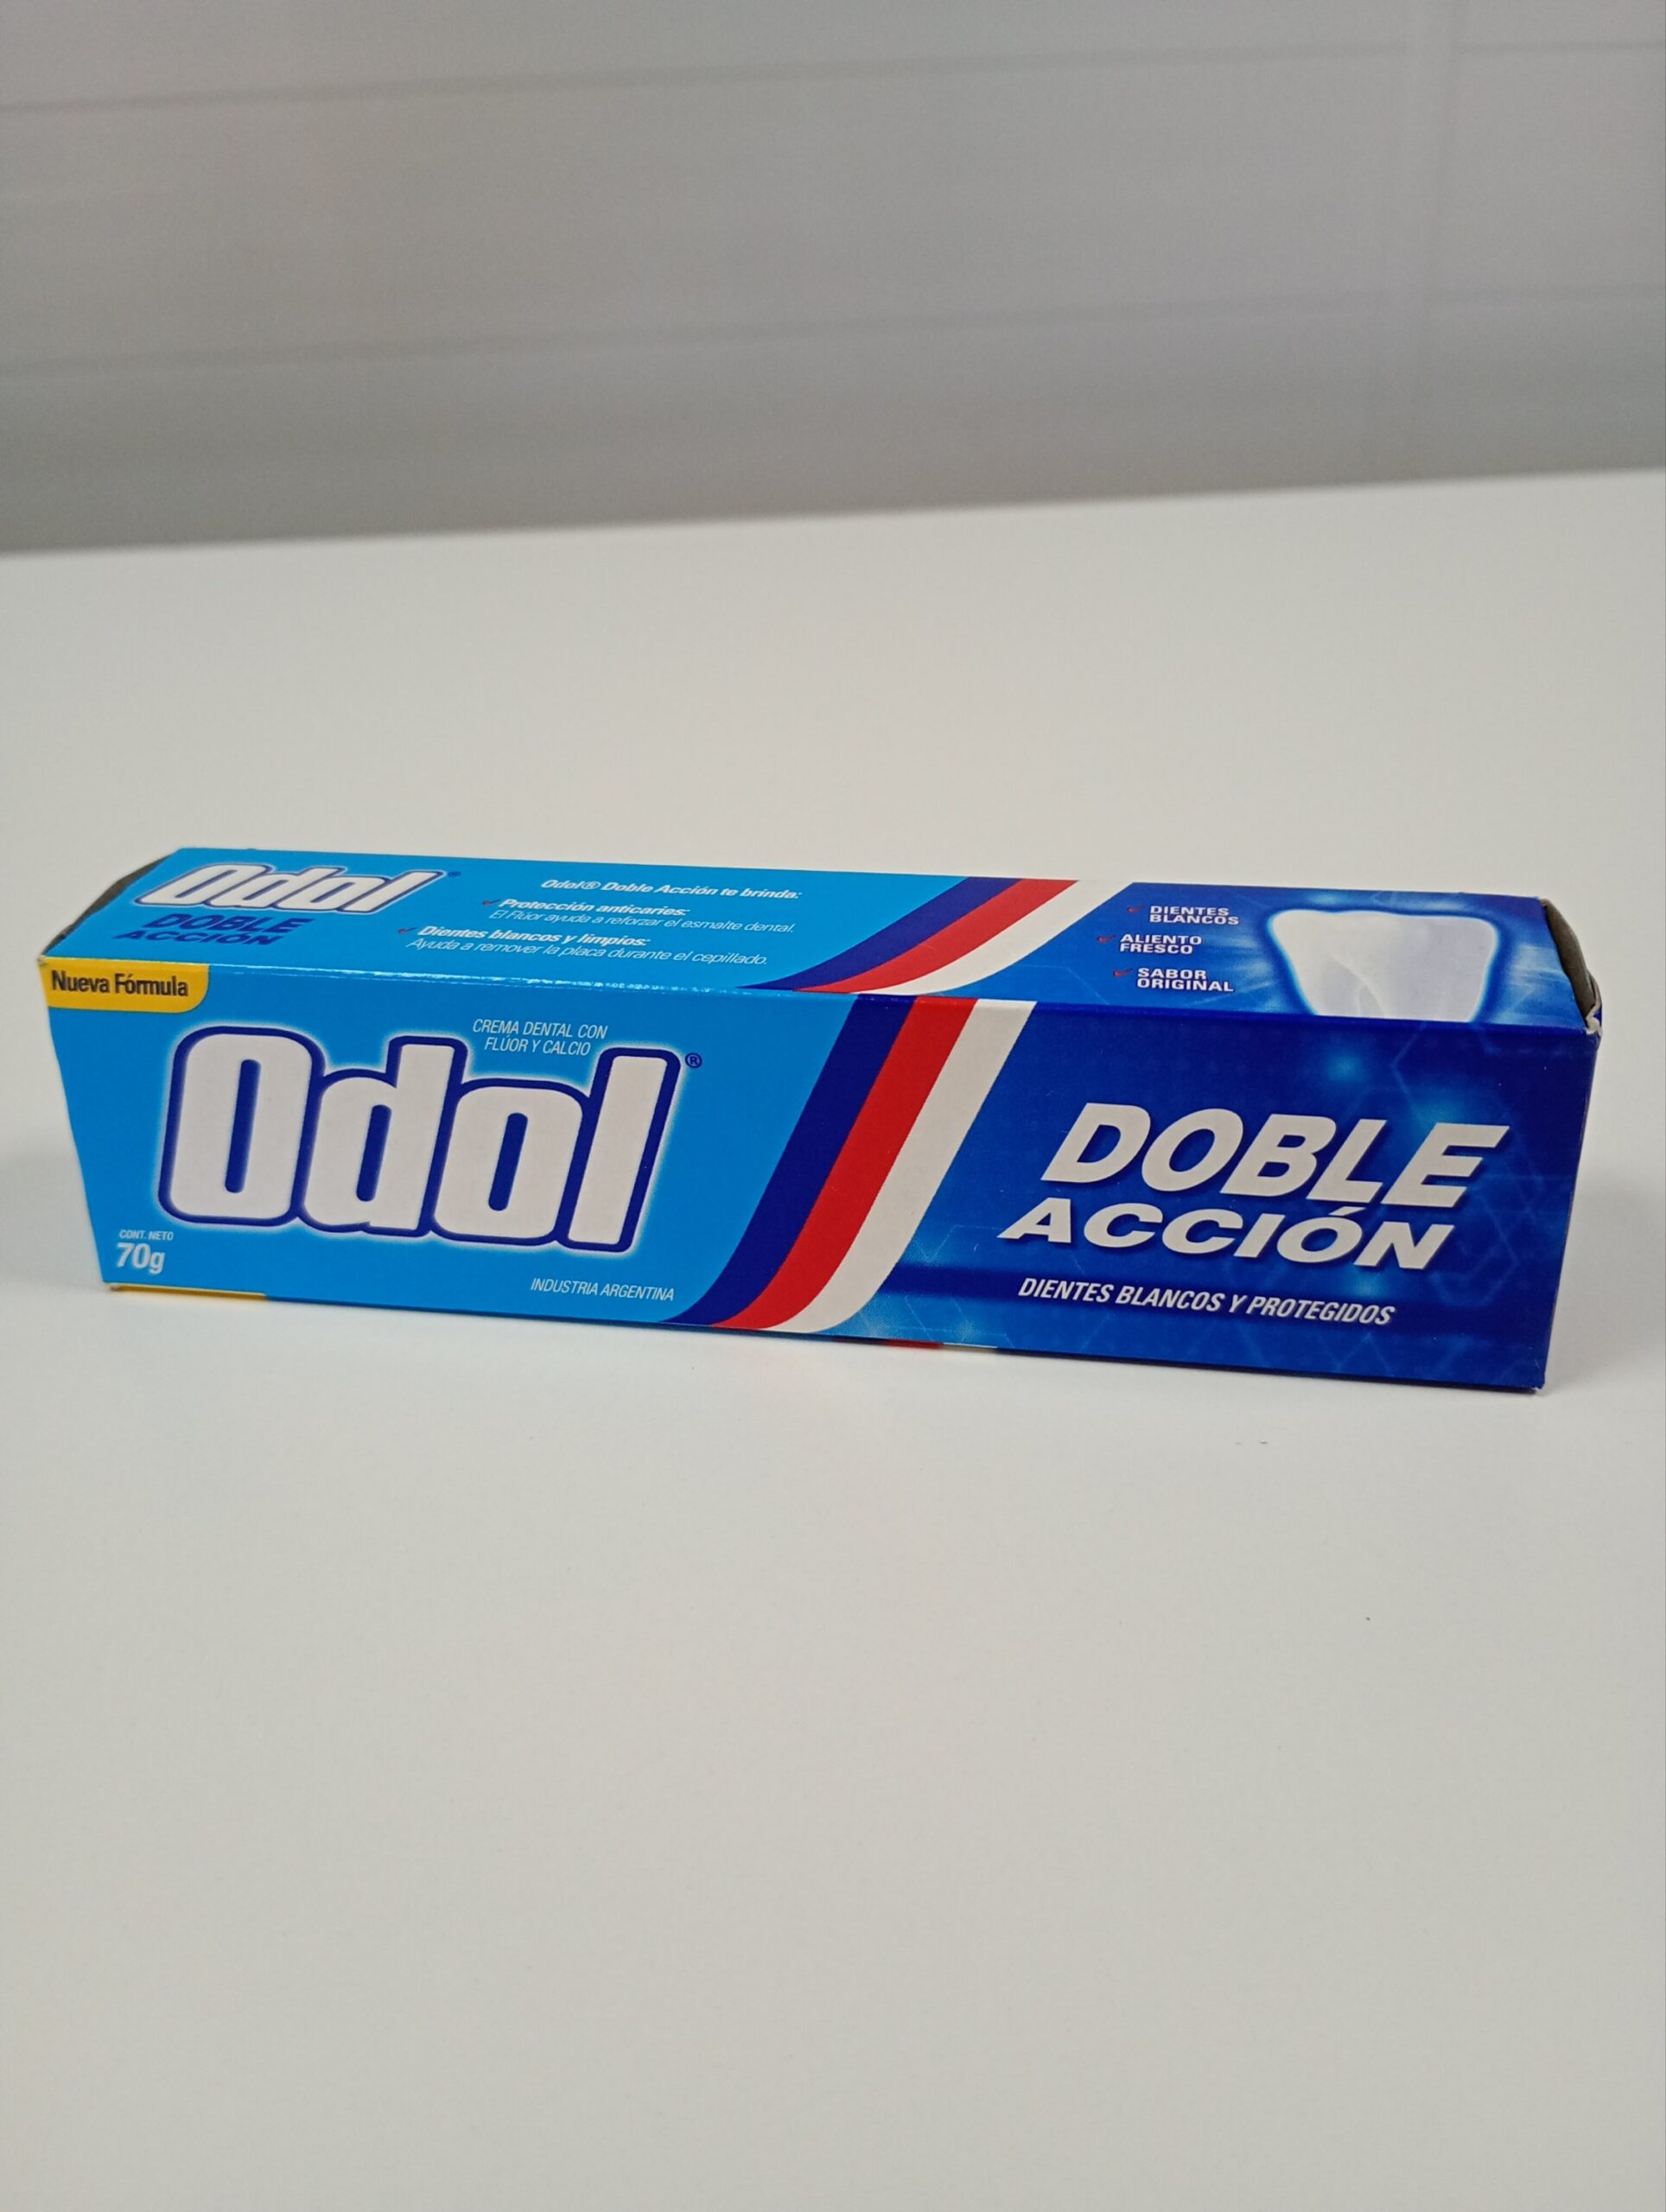 Odol
DOBLE
ACCIÓN
Odol® Doble Acción te brinda:
Protección anticaries:
El Flúor ayuda a reforzar el esmalte dental.
Dientes blancos y limpios:
Ayuda a remover la placa durante el cepillado.
DIENTES
BLANCOS
ALIENTO
FRESCO
SABOR
ORIGINAL
Nueva Fórmula
CREMA DENTAL CON
FLÚOR Y CALCIO
Odol®
CONT. NETO
70g
INDUSTRIA ARGENTINA
DOBLE
ACCIÓN
DIENTES BLANCOS Y PROTEGIDOS